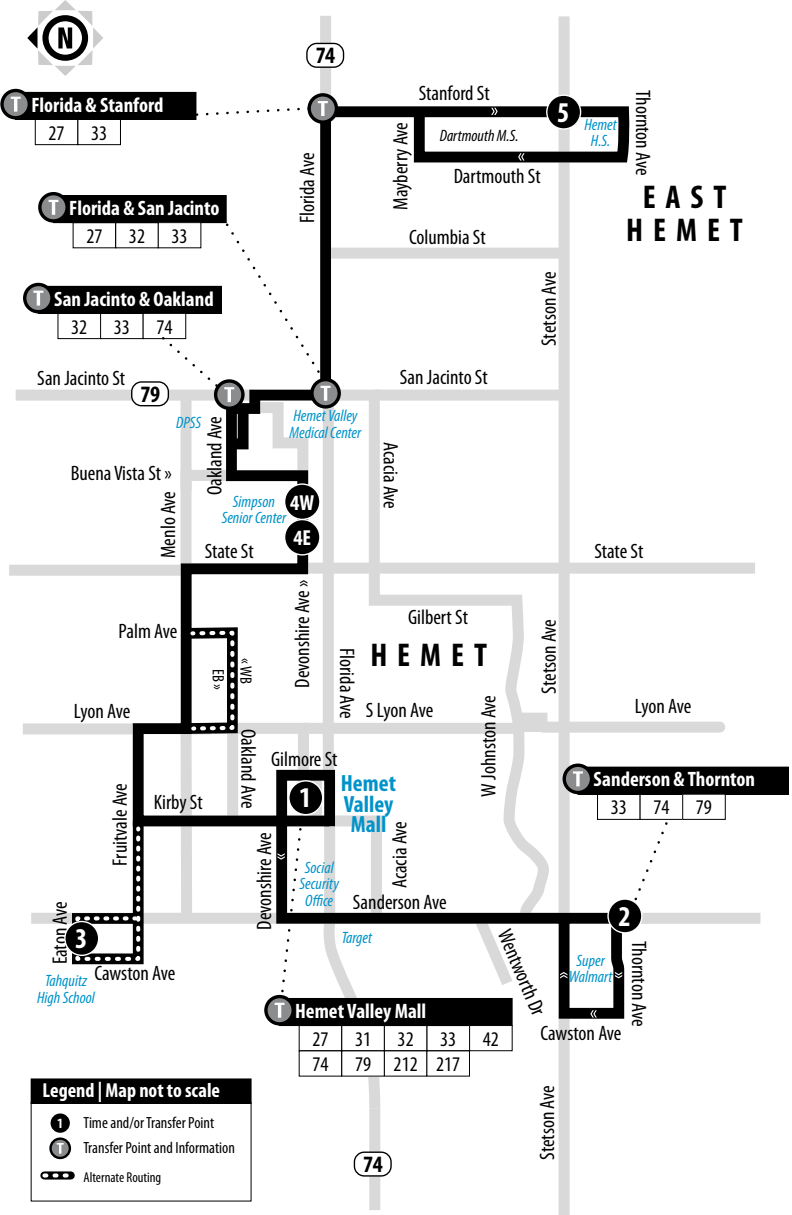 N
74
T Florida & Stanford
27 33
Stanford St
»
5
Hemet
H.S.
Thornton Ave
Mayberry Ave
Dartmouth M.S.
«
Dartmouth St
T
Florida Ave
EAST
HEMET
T Florida & San Jacinto
27 32 33
Columbia St
Stetson Ave
T San Jacinto & Oakland
32 33 74
San Jacinto St
79
T
T
San Jacinto St
DPSS
Oakland Ave
Hemet Valley
Medical Center
Acacia Ave
Buena Vista St »
Menlo Ave
Simpson
Senior Center
4W
4E
State St
State St
Devonshire Ave »
Gilbert St
Palm Ave
« WB
EB »
HEMET
Florida Ave
Stetson Ave
Lyon Ave
S Lyon Ave
Lyon Ave
W Johnston Ave
Oakland Ave
Gilmore St
1
Hemet
Valley
Mall
T Sanderson & Thornton
33 74 79
Fruitvale Ave
Kirby St
Acacia Ave
Devonshire Ave
»
Social
Security
Office
Sanderson Ave
2
Eaton Ave
3
Target
Tahquitz
High School
Cawston Ave
Wentworth Dr
»
Super
Walmart
»
Thornton Ave
«
Cawston Ave
T Hemet Valley Mall
27 31 32 33 42
74 79 212 217
Stetson Ave
74
Legend | Map not to scale
1 Time and/or Transfer Point
T Transfer Point and Information
Alternate Routing